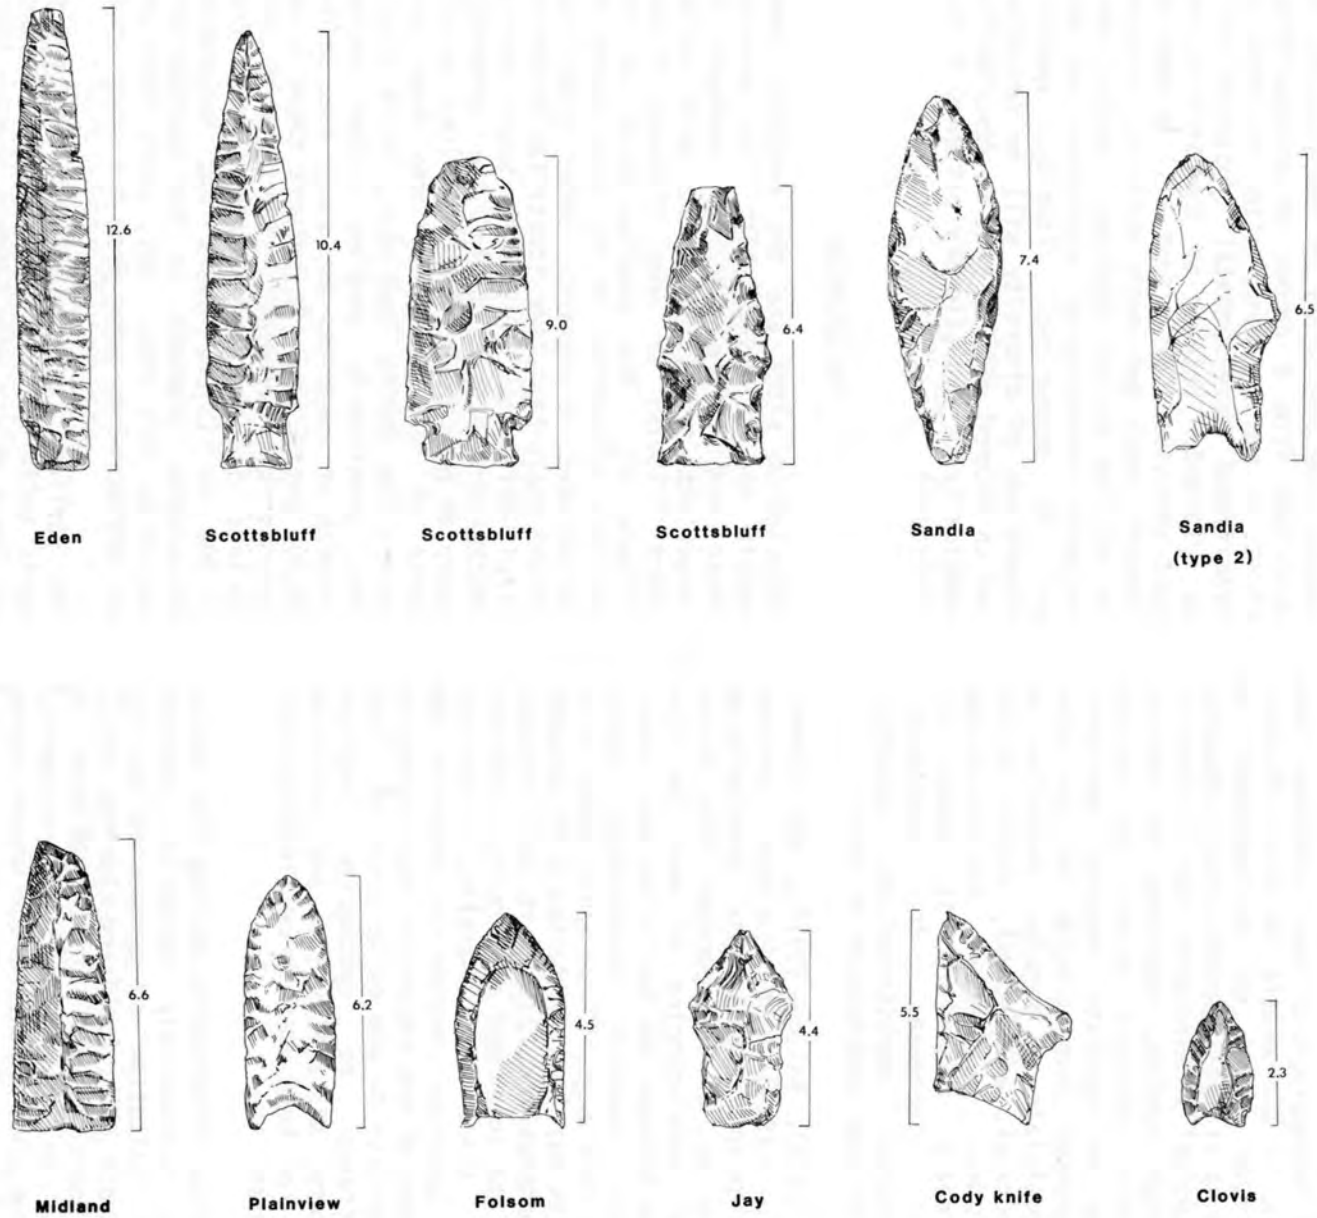 12.6
10.4
9.0
6.4
7.4
6.5
Eden
Scottsbluff
Scottsbluff
Scottsbluff
Sandia
Sandia
(type 2)
6.6
6.2
4.5
4.4
5.5
2.3
Midland
Plainview
Folsom
Jay
Cody knife
Clovis